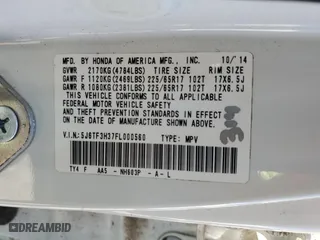 MFD. BY HONDA OF AMERICA MFG., INC. 10/'14
GVWR 2170KG(4784LBS) TIRE SIZE RIM SIZE
GAWR F 1120KG(2469LBS) 225/65R17 102T 17X6.5J
GAWR R 1080KG(2381LBS) 225/65R17 102T 17X6.5J
THIS VEHICLE CONFORMS TO ALL APPLICABLE
FEDERAL MOTOR VEHICLE SAFETY
AND THEFT PREVENTION STANDARDS IN EFFECT
ON THE DATE OF MANUFACTURE SHOWN ABOVE.
V.I.N:5J6TF3H37FL000560 TYPE: MPV
TY4 F AAS- NH603P -A-L